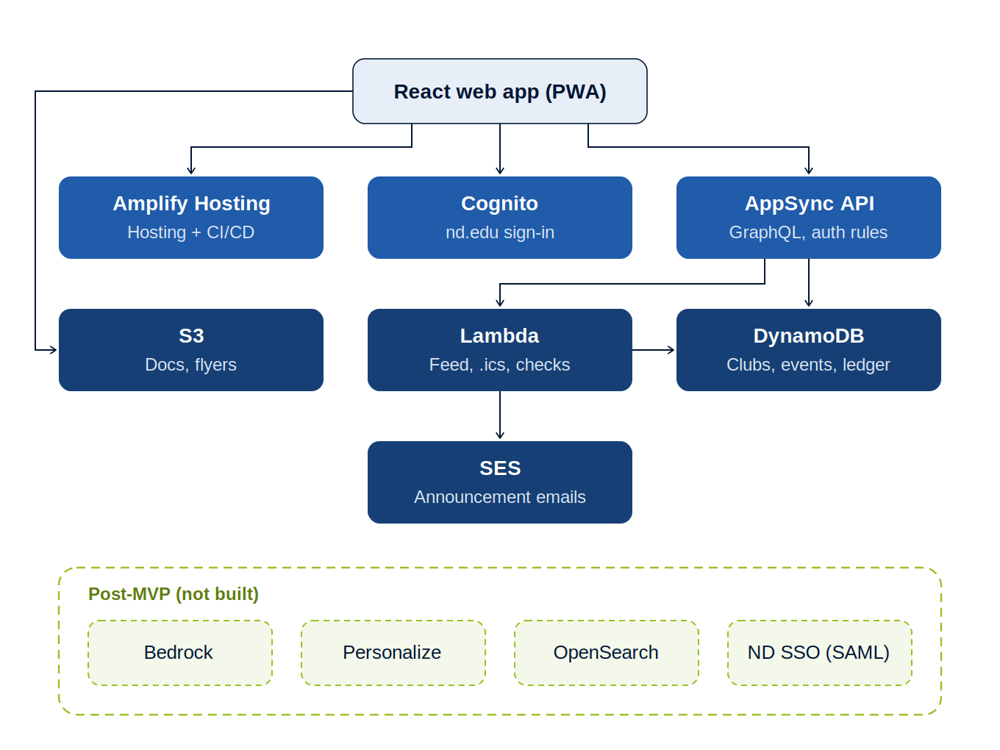 React web app (PWA)
Amplify Hosting
Hosting + CI/CD
Cognito
nd.edu sign-in
AppSync API
GraphQL, auth rules
S3
Docs, flyers
Lambda
Feed, .ics, checks
DynamoDB
Clubs, events, ledger
SES
Announcement emails
Post-MVP (not built)
Bedrock
Personalize
OpenSearch
ND SSO (SAML)